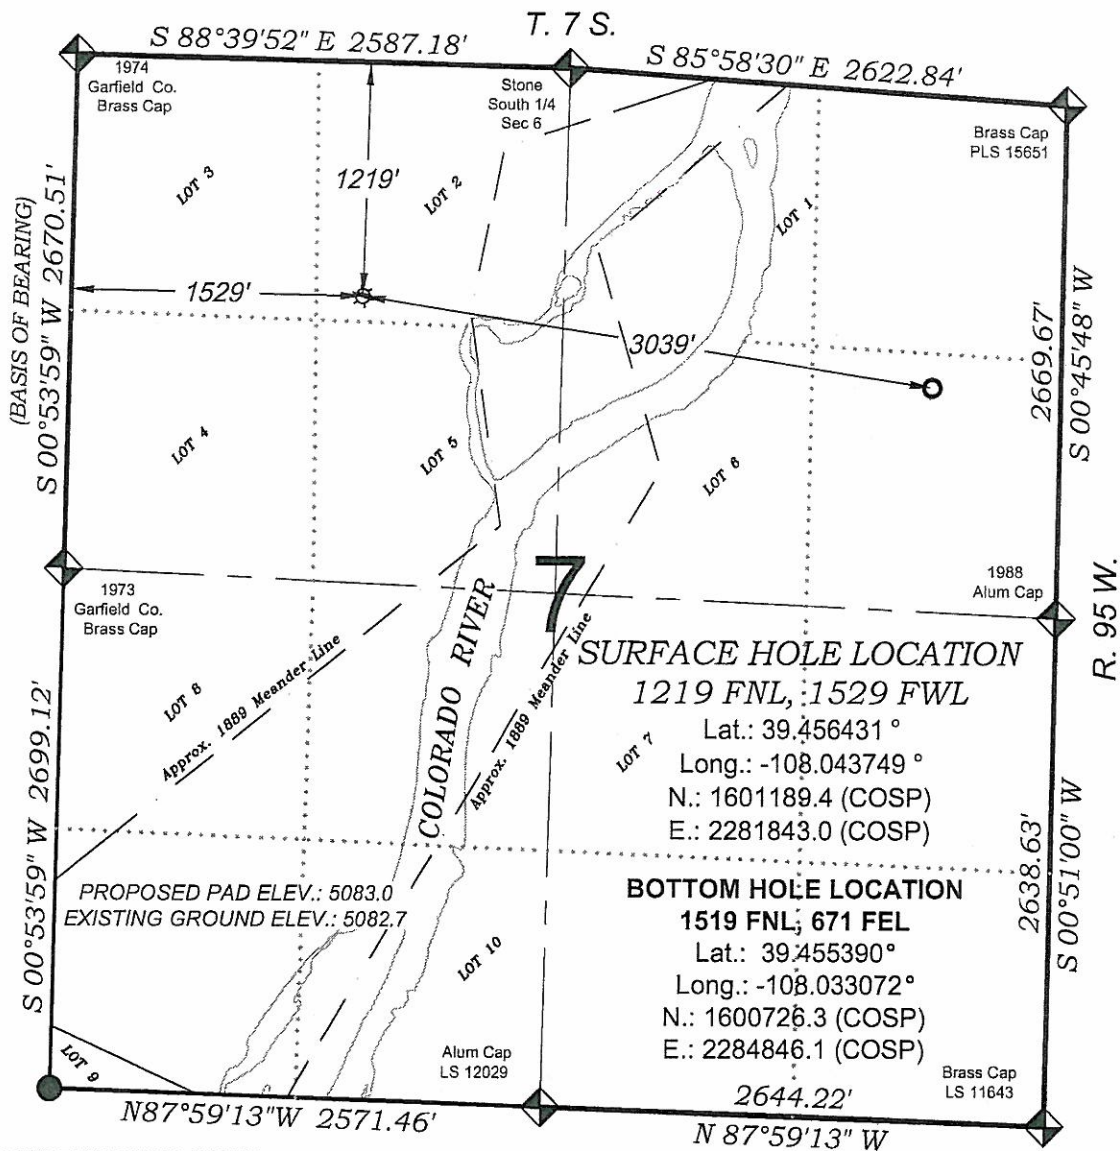 T. 7 S.
S 88°39'52" E 2587.18'
S 85°58'30" E 2622.84'
1974
Garfield Co.
Brass Cap
Stone
South 1/4
Sec 6
Brass Cap
PLS 15651
LOT 3
1219'
LOT 2
LOT 1
(BASIS OF BEARING)
S 00°53'59" W 2670.51'
1529'
3039'
2669.67'
S 00°45'48" W
LOT 4
LOT 5
LOT 6
7
1973
Garfield Co.
Brass Cap
1988
Alum Cap
R. 95 W.
COLORADO RIVER
Approx. 1889 Meander Line
Approx. 1889 Meander Line
LOT 8
LOT 7
SURFACE HOLE LOCATION
1219 FNL, 1529 FWL
Lat.: 39.456431 °
Long.: -108.043749 °
N.: 1601189.4 (COSP)
E.: 2281843.0 (COSP)
S 00°53'59" W 2699.12'
2638.63'
S 00°51'00" W
PROPOSED PAD ELEV.: 5083.0
EXISTING GROUND ELEV.: 5082.7
BOTTOM HOLE LOCATION
1519 FNL, 671 FEL
Lat.: 39.455390°
Long.: -108.033072°
N.: 1600726.3 (COSP)
E.: 2284846.1 (COSP)
LOT 10
LOT 9
Alum Cap
LS 12029
Brass Cap
LS 11643
N87°59'13"W 2571.46'
2644.22'
N 87°59'13" W